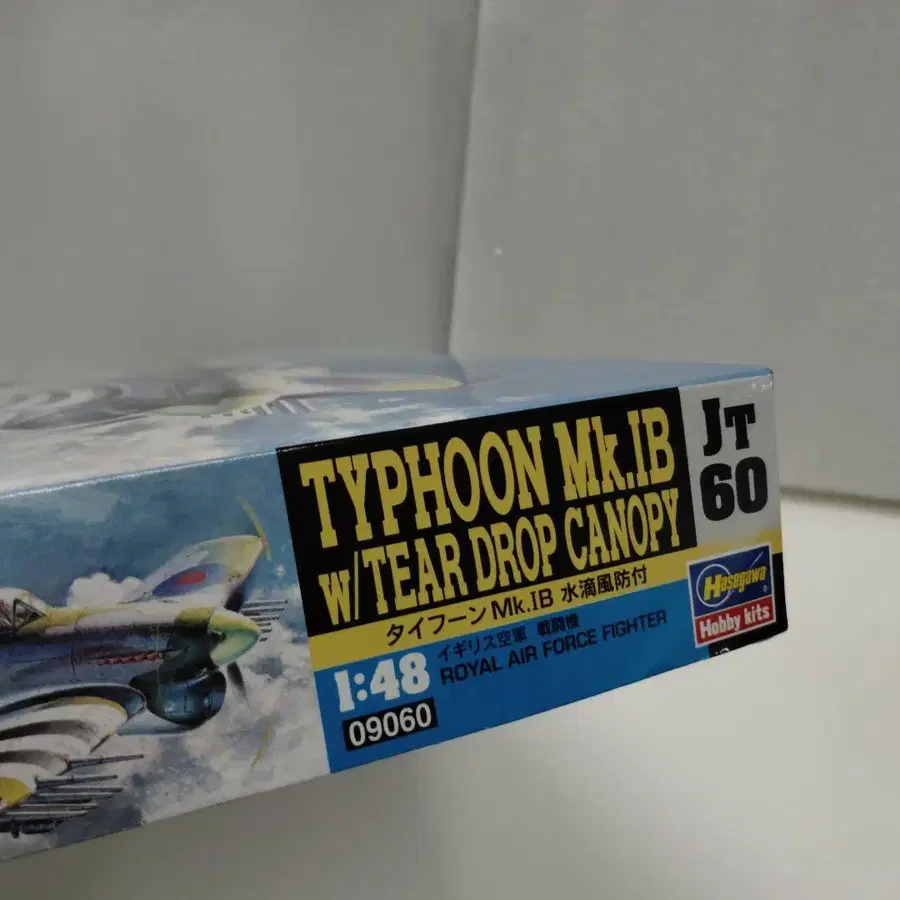 TYPHOON Mk.IB
W/TEAR DROP CANOPY
タイフーン Mk.IB 水滴風防付
1:48
イギリス空軍 戦闘機
ROYAL AIR FORCE FIGHTER
09060
JT
60
Hasegawa
Hobby kits